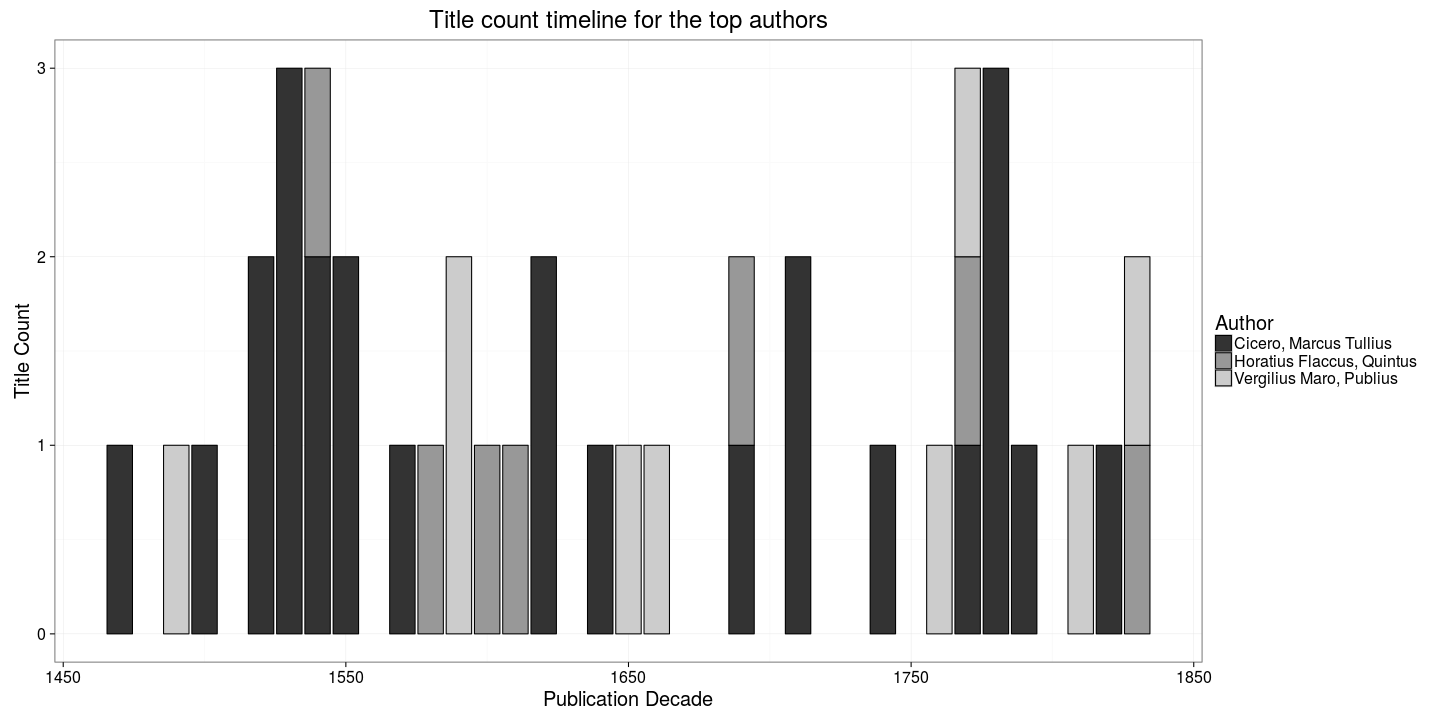 Title count timeline for the top authors
3
2
1
0
Title Count
1450 1550 1650 1750 1850
Publication Decade
Author
Cicero, Marcus Tullius
Horatius Flaccus, Quintus
Vergilius Maro, Publius